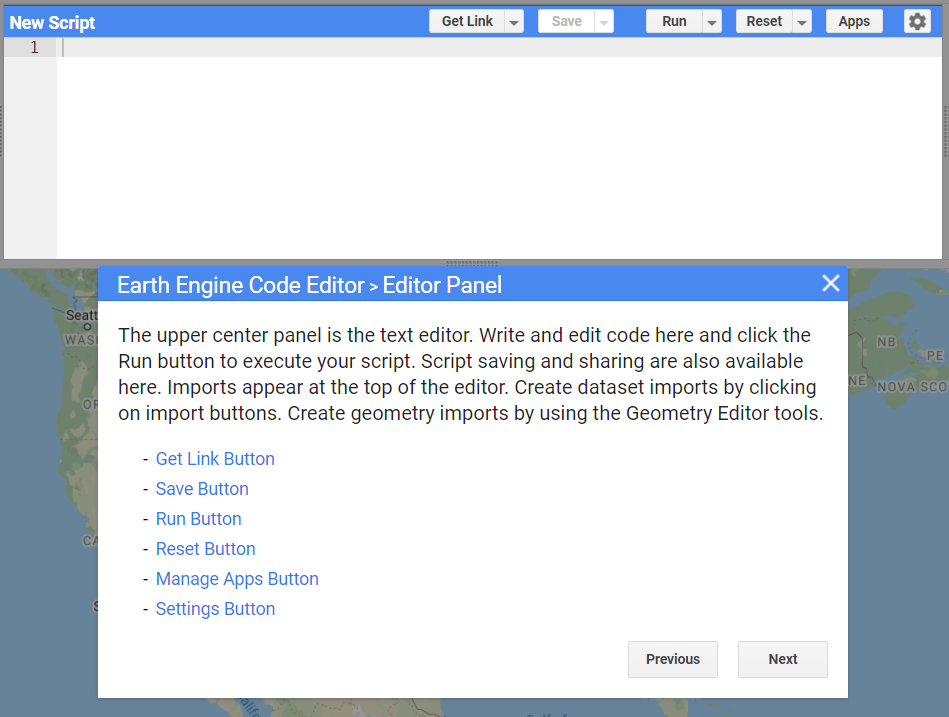 New Script
Get Link
Save
Run
Reset
Apps
1
Earth Engine Code Editor > Editor Panel
The upper center panel is the text editor. Write and edit code here and click the
Run button to execute your script. Script saving and sharing are also available
here. Imports appear at the top of the editor. Create dataset imports by clicking
on import buttons. Create geometry imports by using the Geometry Editor tools.
- Get Link Button
- Save Button
- Run Button
- Reset Button
- Manage Apps Button
- Settings Button
Previous
Next
Seatt
WAS
OR
CA
NB
PE
NE
NOVA SCO